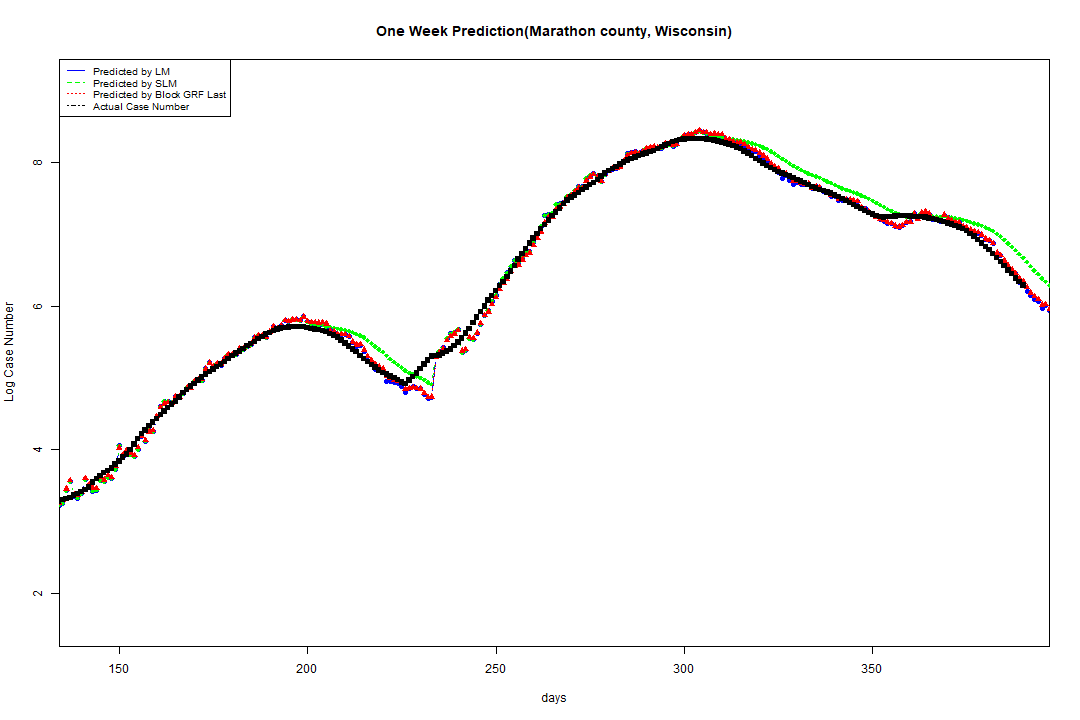 One Week Prediction(Marathon county, Wisconsin)
Predicted by LM
Predicted by SLM
Predicted by Block GRF Last
Actual Case Number
Log Case Number
8
6
4
2
150 200 250 300 350
days